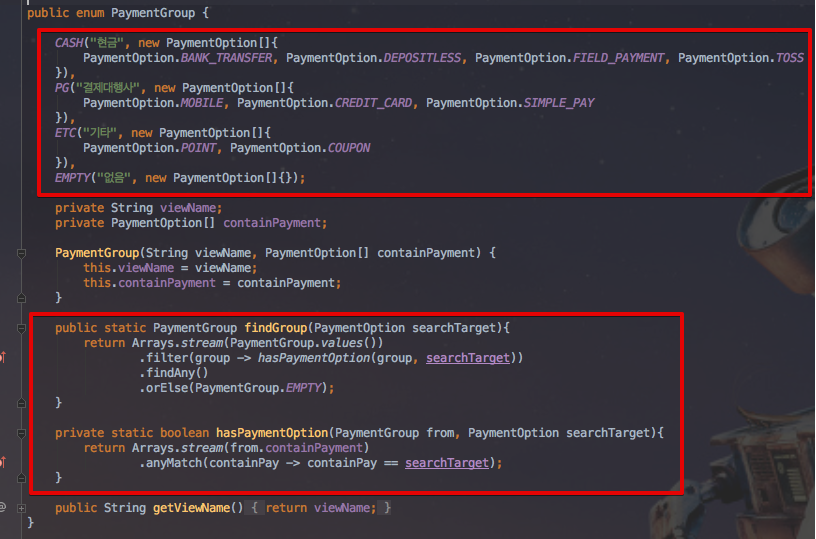 public enum PaymentGroup {
CASH("현금", new PaymentOption[]{
PaymentOption.BANK_TRANSFER, PaymentOption.DEPOSITLESS, PaymentOption.FIELD_PAYMENT, PaymentOption.TOSS
}),
PG("결제대행사", new PaymentOption[]{
PaymentOption.MOBILE, PaymentOption.CREDIT_CARD, PaymentOption.SIMPLE_PAY
}),
ETC("기타", new PaymentOption[]{
PaymentOption.POINT, PaymentOption.COUPON
}),
EMPTY("없음", new PaymentOption[]{});
private String viewName;
private PaymentOption[] containPayment;
PaymentGroup(String viewName, PaymentOption[] containPayment) {
this.viewName = viewName;
this.containPayment = containPayment;
}
public static PaymentGroup findGroup(PaymentOption searchTarget){
return Arrays.stream(PaymentGroup.values())
.filter(group -> hasPaymentOption(group, searchTarget))
.findAny()
.orElse(PaymentGroup.EMPTY);
}
private static boolean hasPaymentOption(PaymentGroup from, PaymentOption searchTarget){
return Arrays.stream(from.containPayment)
.anyMatch(containPay -> containPay == searchTarget);
}
public String getViewName() { return viewName; }
}